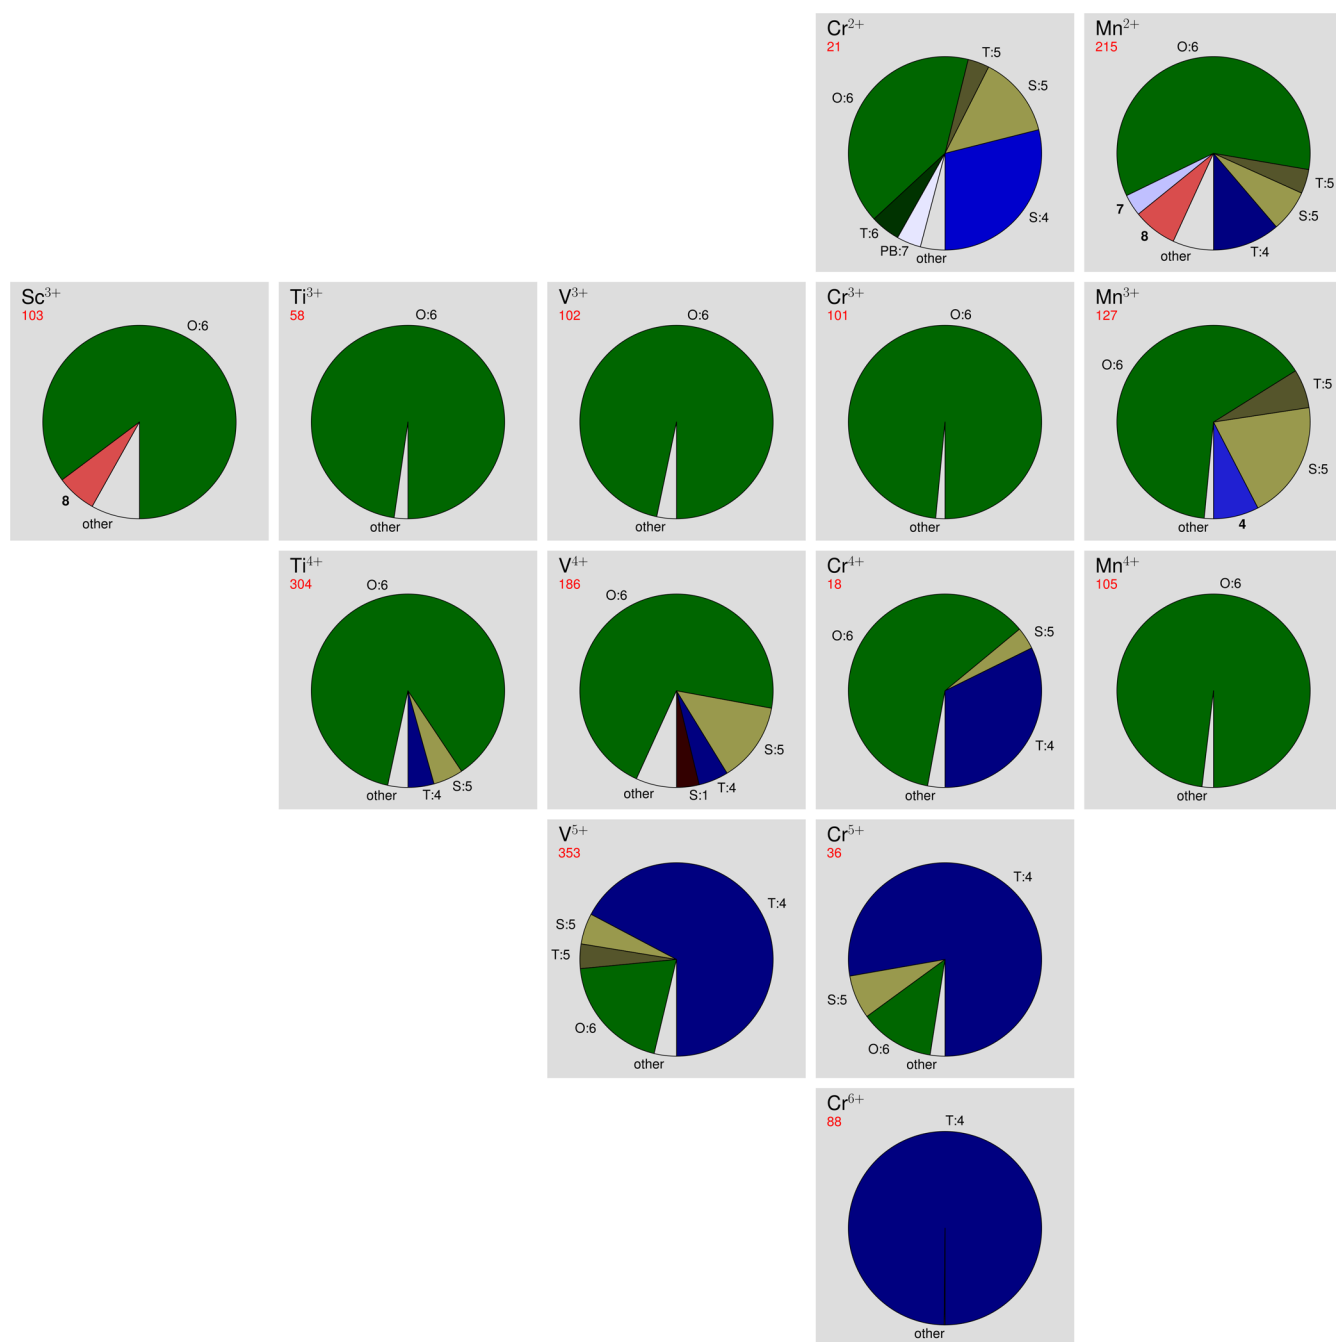 Cr2+
21
O:6
T:5
S:5
S:4
T:6
PB:7
other
Mn2+
215
O:6
T:5
S:5
T:4
7
8
Sc3+
103
O:6
8
other
Ti3+
58
O:6
other
V3+
102
O:6
other
Cr3+
101
O:6
other
Mn3+
127
O:6
T:5
S:5
other
4
Ti4+
304
O:6
other
T:4
S:5
V4+
186
O:6
S:5
other
S:1
T:4
Cr4+
18
O:6
S:5
T:4
other
Mn4+
105
O:6
other
V5+
353
T:4
S:5
T:5
O:6
other
Cr5+
36
T:4
S:5
O:6
other
Cr6+
88
T:4
other